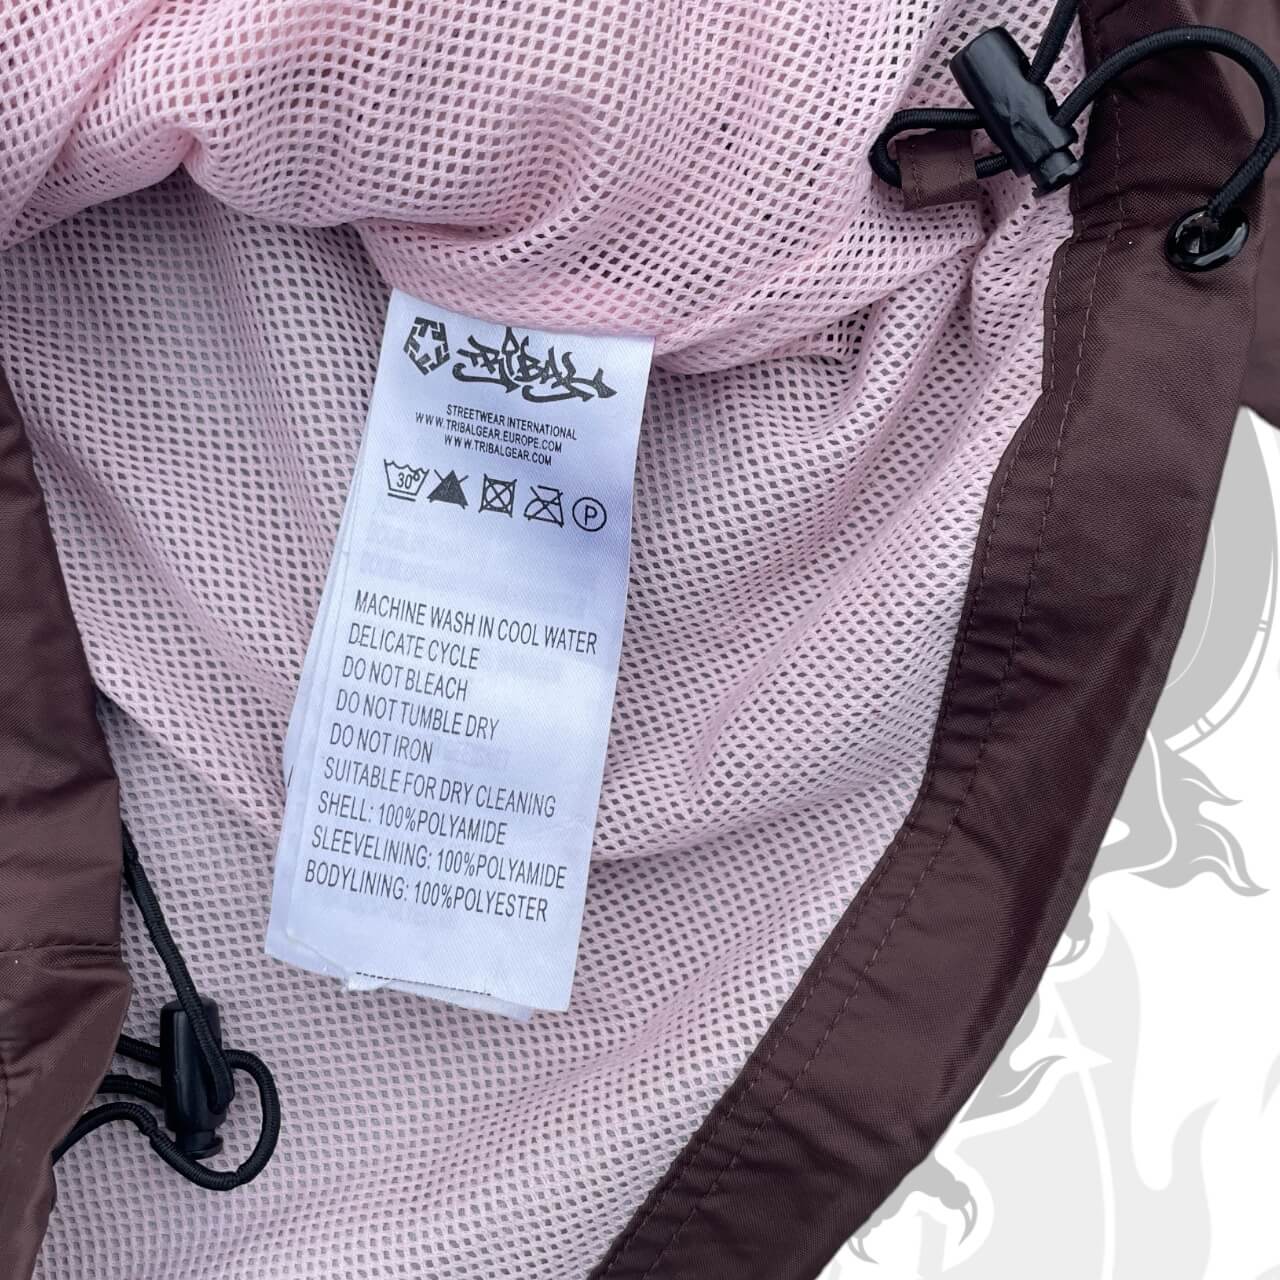 TRIBAL
STREETWEAR INTERNATIONAL
WWW.TRIBALGEAR.EUROPE.COM
WWW.TRIBALGEAR.COM
30°
P
MACHINE WASH IN COOL WATER
DELICATE CYCLE
DO NOT BLEACH
DO NOT TUMBLE DRY
DO NOT IRON
SUITABLE FOR DRY CLEANING
SHELL: 100%POLYAMIDE
SLEEVELINING: 100%POLYAMIDE
BODYLINING: 100%POLYESTER